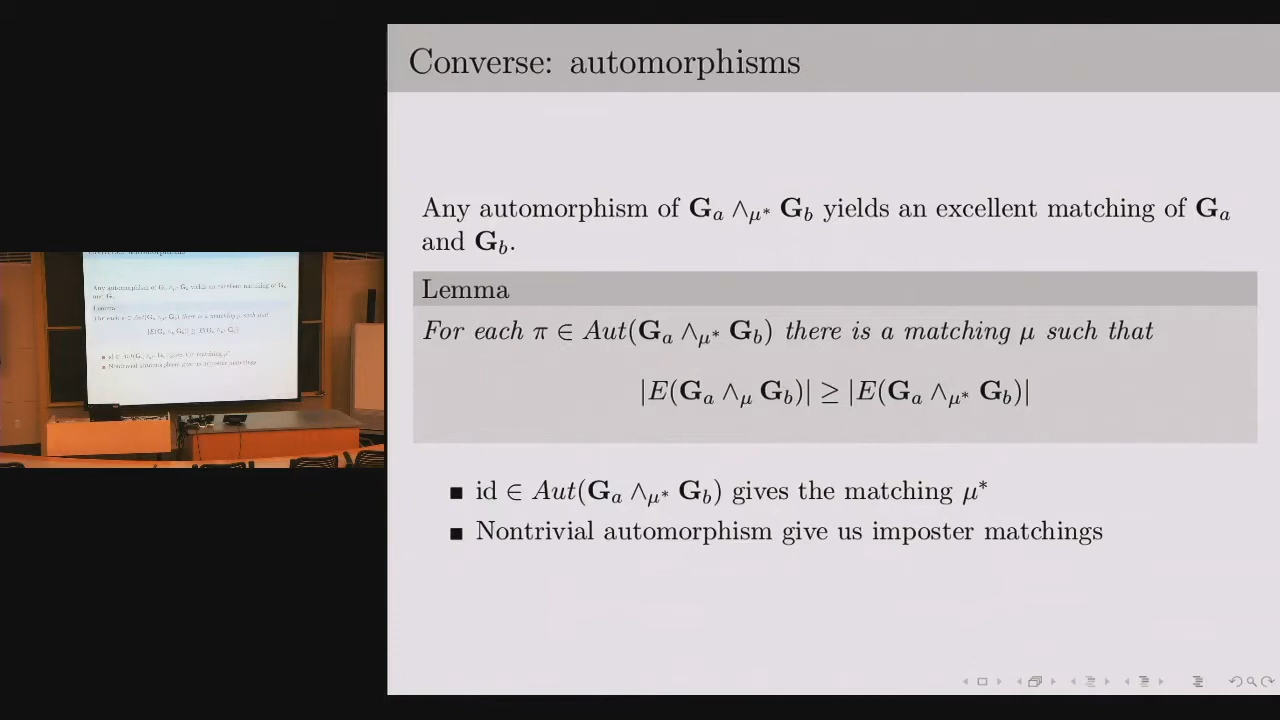 Converse: automorphisms
Any automorphism of G_a ∧_{μ*} G_b yields an excellent matching of G_a
and G_b.
Lemma
For each π ∈ Aut(G_a ∧_{μ*} G_b) there is a matching μ such that
|E(G_a ∧_μ G_b)| ≥ |E(G_a ∧_{μ*} G_b)|
■ id ∈ Aut(G_a ∧_{μ*} G_b) gives the matching μ*
■ Nontrivial automorphism give us imposter matchings